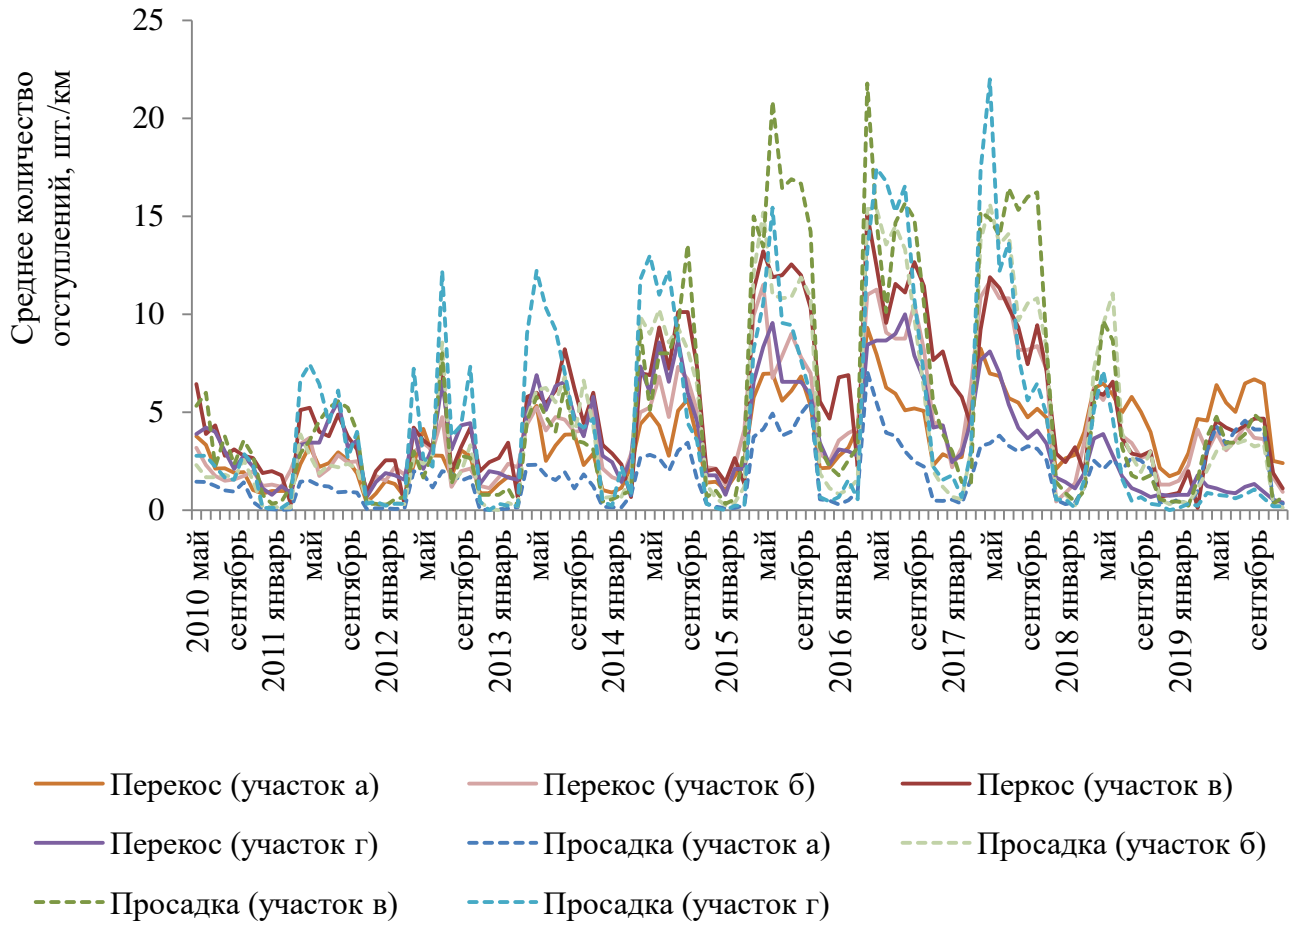 Среднее количество
отступлений, шт./км
25
20
15
10
5
0
2010 май
сентябрь
2011 январь
май
сентябрь
2012 январь
май
сентябрь
2013 январь
май
сентябрь
2014 январь
май
сентябрь
2015 январь
май
сентябрь
2016 январь
май
сентябрь
2017 январь
май
сентябрь
2018 январь
май
сентябрь
2019 январь
май
сентябрь
Перекос (участок а)
Перекос (участок б)
Перкос (участок в)
Перекос (участок г)
Просадка (участок а)
Просадка (участок б)
Просадка (участок в)
Просадка (участок г)